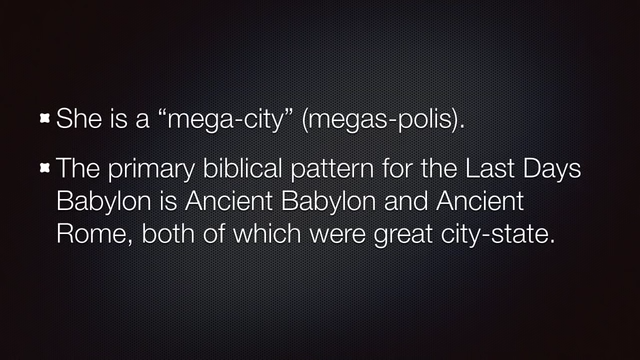 She is a “mega-city” (megas-polis).
The primary biblical pattern for the Last Days
Babylon is Ancient Babylon and Ancient
Rome, both of which were great city-state.